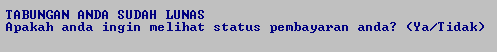 TABUNGAN ANDA SUDAH LUNAS
Apakah anda ingin melihat status pembayaran anda? (Ya/Tidak)